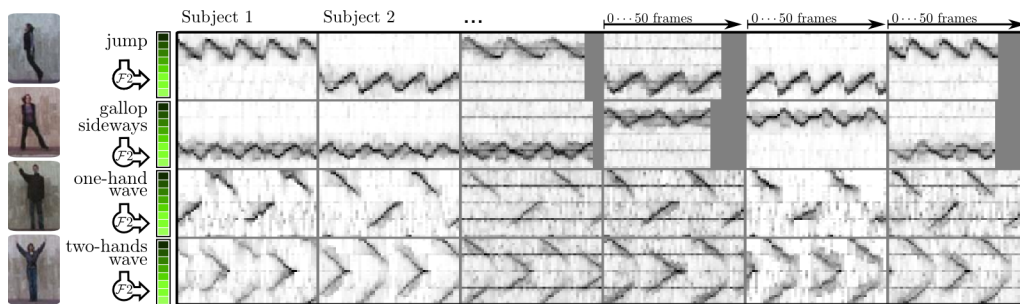 Subject 1 Subject 2 ... 0···50 frames 0···50 frames 0···50 frames
jump
F2
gallop
sideways
F2
one-hand
wave
F2
two-hands
wave
F2